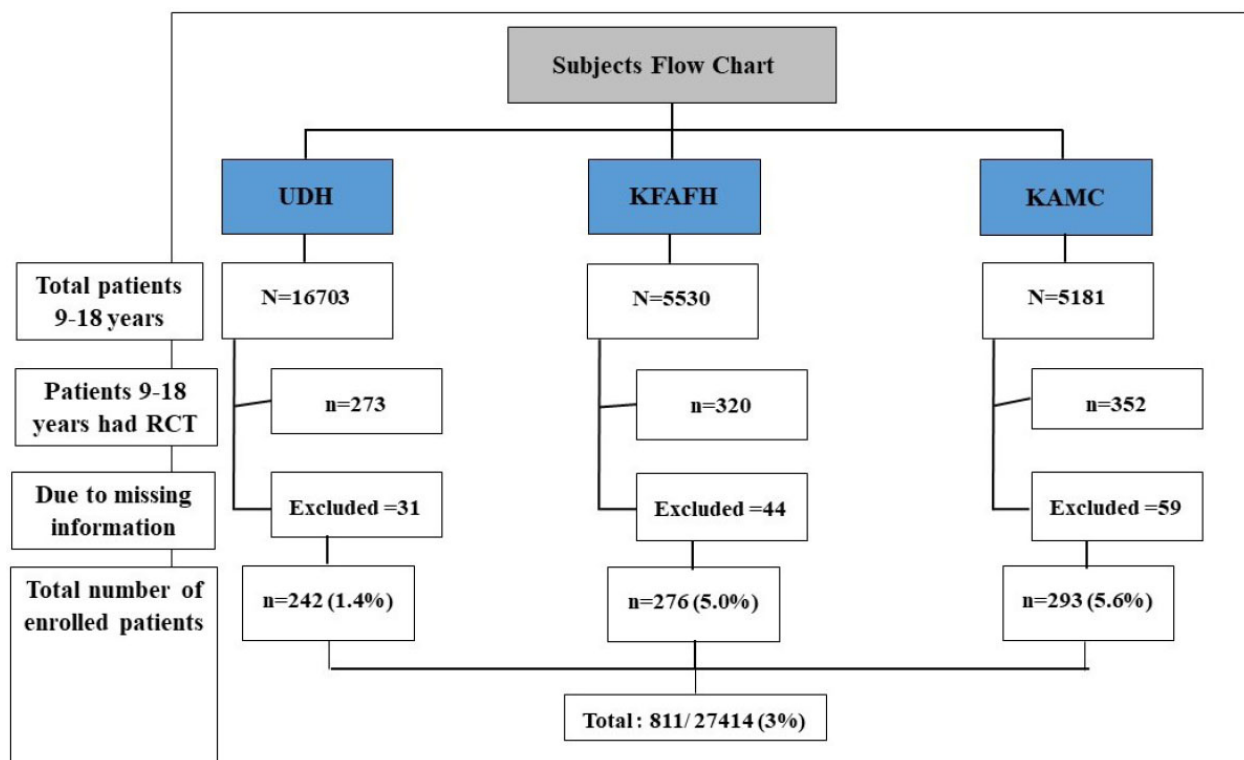 Subjects Flow Chart
UDH
KFAFH
KAMC
Total patients
9-18 years
N=16703
N=5530
N=5181
Patients 9-18
years had RCT
n=273
n=320
n=352
Due to missing
information
Excluded =31
Excluded =44
Excluded =59
Total number of
enrolled patients
n=242 (1.4%)
n=276 (5.0%)
n=293 (5.6%)
Total : 811/ 27414 (3%)